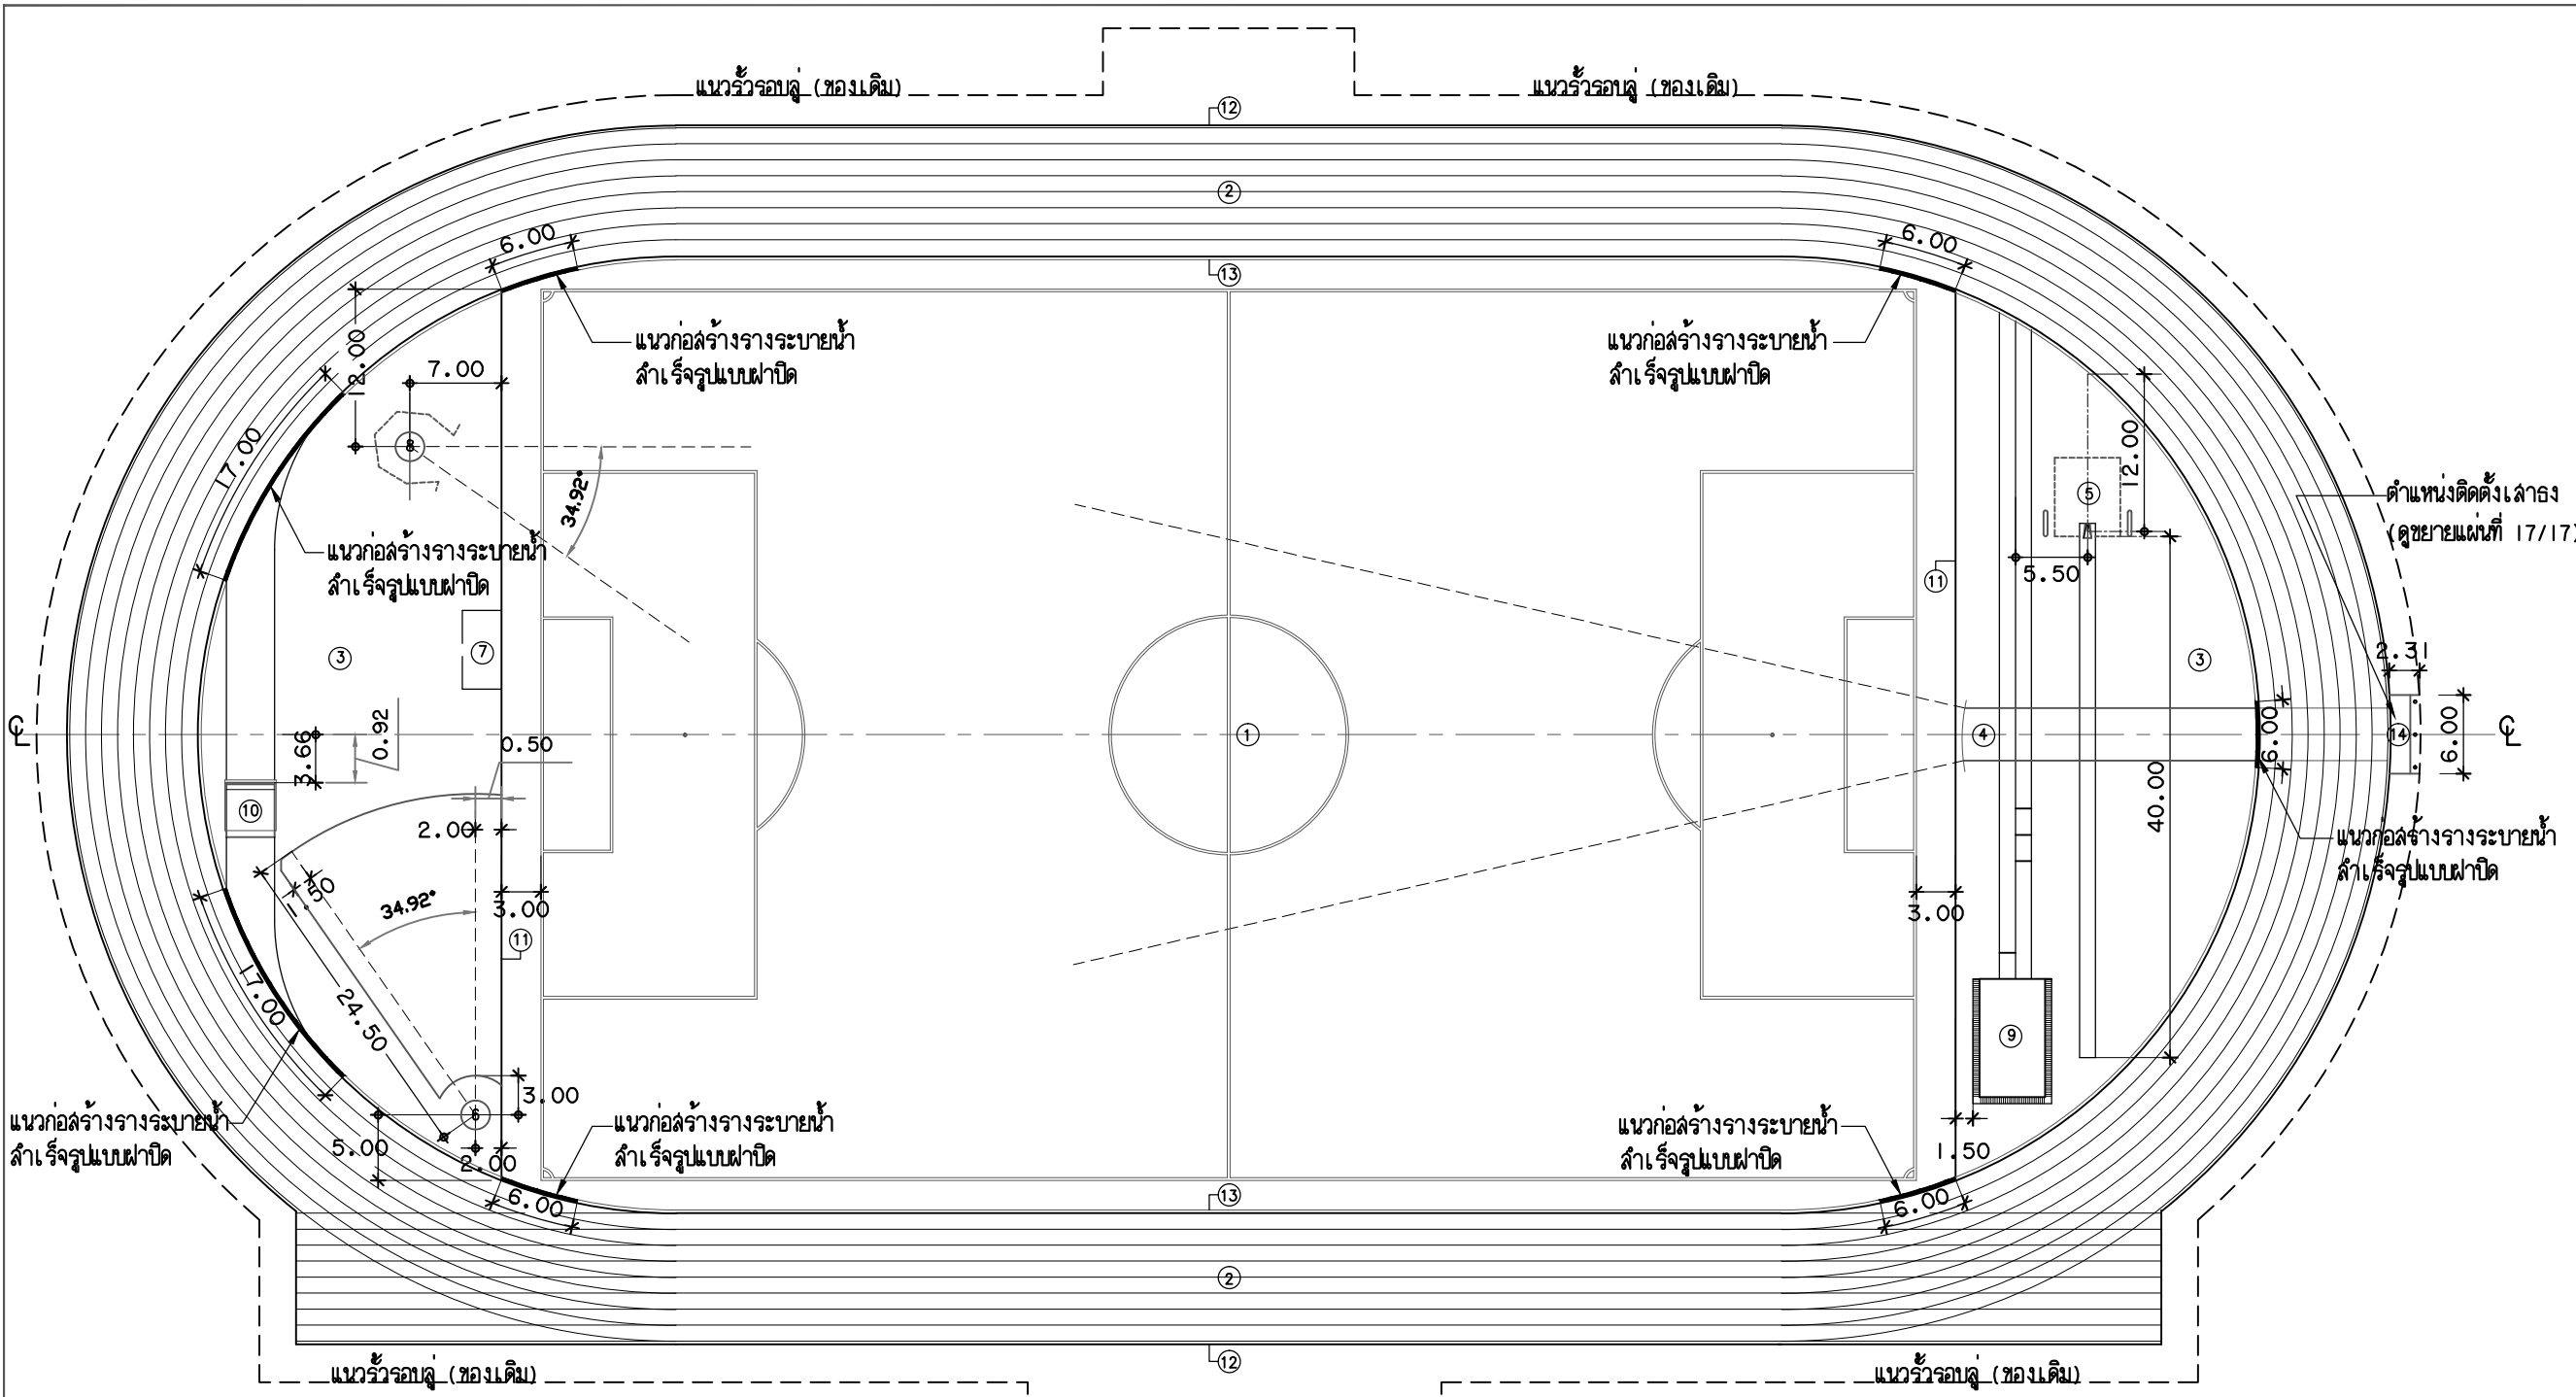 แนวรั้วรอบลู่ (ของเดิม)
แนวรั้วรอบลู่ (ของเดิม)
12
2
6.00
6.00
13
12.00
แนวก่อสร้างรางระบายน้ำ
สำเร็จรูปแบบฝาปิด
แนวก่อสร้างรางระบายน้ำ
สำเร็จรูปแบบฝาปิด
7.00
8
17.00
34.92°
12.00
5
ตำแหน่งติดตั้งเสาธง
(ดูขยายแผ่นที่ 17/17)
แนวก่อสร้างรางระบายน้ำ
สำเร็จรูปแบบฝาปิด
11
5.50
3
7
3
2.31
℄
3.66
0.92
0.50
1
4
6.00
14
6.00
℄
10
2.00
40.00
แนวก่อสร้างรางระบายน้ำ
สำเร็จรูปแบบฝาปิด
1.50
34.92°
3.00
3.00
11
17.00
24.50
9
3.00
6
แนวก่อสร้างรางระบายน้ำ
สำเร็จรูปแบบฝาปิด
5.00
2.00
แนวก่อสร้างรางระบายน้ำ
สำเร็จรูปแบบฝาปิด
แนวก่อสร้างรางระบายน้ำ
สำเร็จรูปแบบฝาปิด
1.50
6.00
13
6.00
2
แนวรั้วรอบลู่ (ของเดิม)
12
แนวรั้วรอบลู่ (ของเดิม)